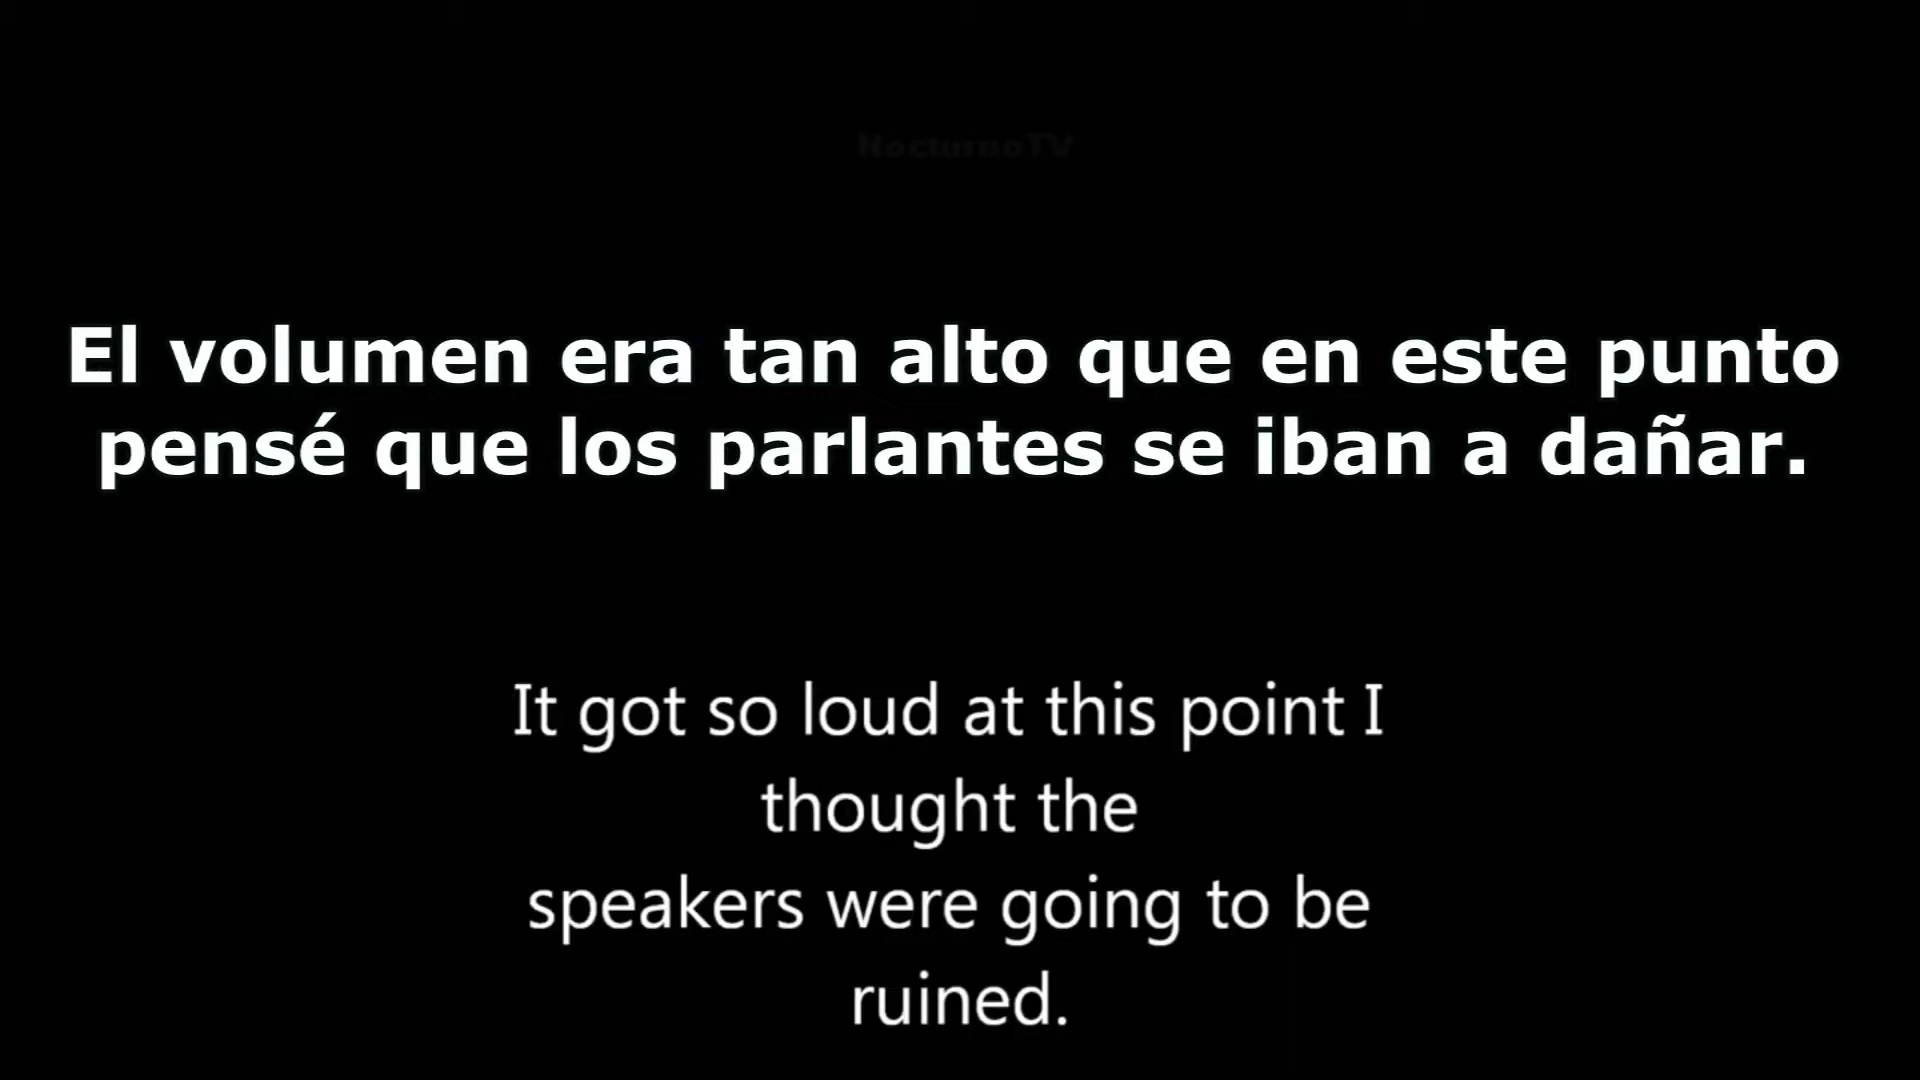 NocturnoTV
El volumen era tan alto que en este punto
pensé que los parlantes se iban a dañar.
It got so loud at this point I
thought the
speakers were going to be
ruined.